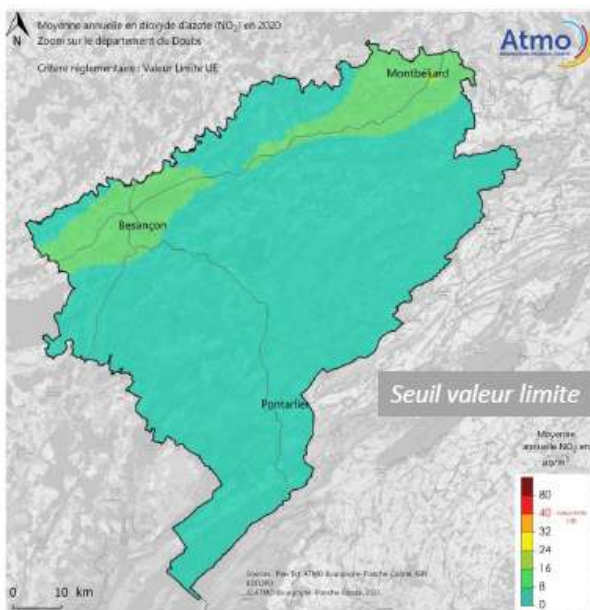 Moyenne annuelle en dioxyde d'azote (NO2) en 2020
Zoom sur le département du Doubs
Critère réglementaire : Valeur Limite UE
N
Atmo
Montbéliard
Besançon
Pontarlier
Seuil valeur limite
Moyenne
annuelle NO2 en
µg/m3
80
40
32
24
16
8
0
0 10 km